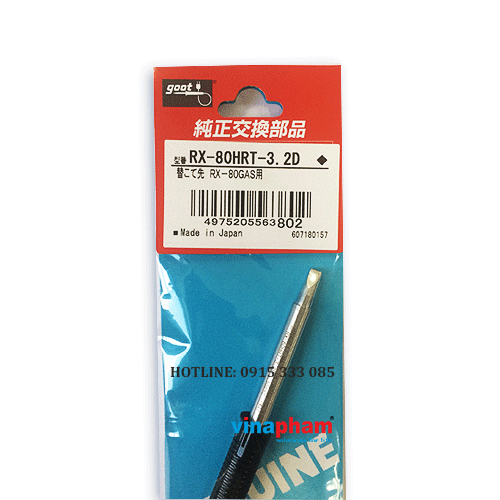 goot
純正交換部品
型番 RX-80HRT-3.2D ◆
替こて先 RX-80GAS用
4975205563802
■Made in Japan 607180157
HOTLINE: 0915 333 085
vinapham®
UINE